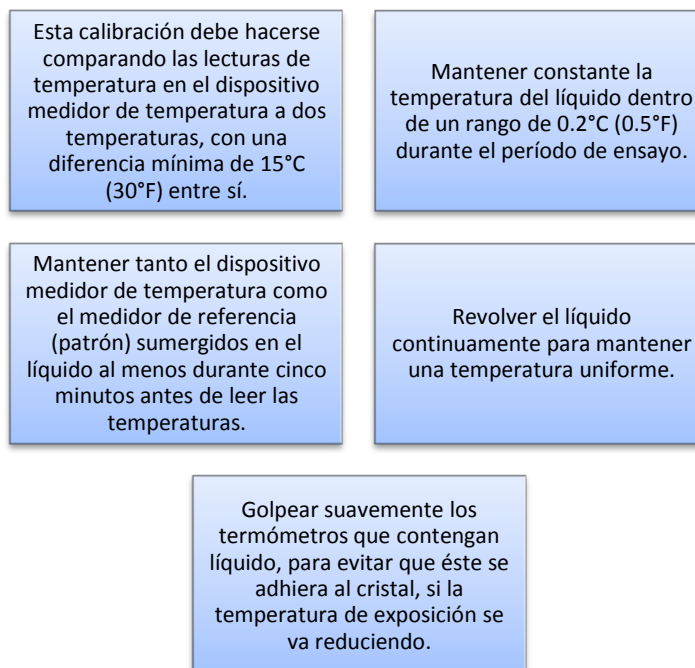 Esta calibración debe hacerse
comparando las lecturas de
temperatura en el dispositivo
medidor de temperatura a dos
temperaturas, con una
diferencia mínima de 15°C
(30°F) entre sí.
Mantener constante la
temperatura del líquido dentro
de un rango de 0.2°C (0.5°F)
durante el período de ensayo.
Mantener tanto el dispositivo
medidor de temperatura como
el medidor de referencia
(patrón) sumergidos en el
líquido al menos durante cinco
minutos antes de leer las
temperaturas.
Revolver el líquido
continuamente para mantener
una temperatura uniforme.
Golpear suavemente los
termómetros que contengan
líquido, para evitar que éste se
adhiera al cristal, si la
temperatura de exposición se
va reduciendo.